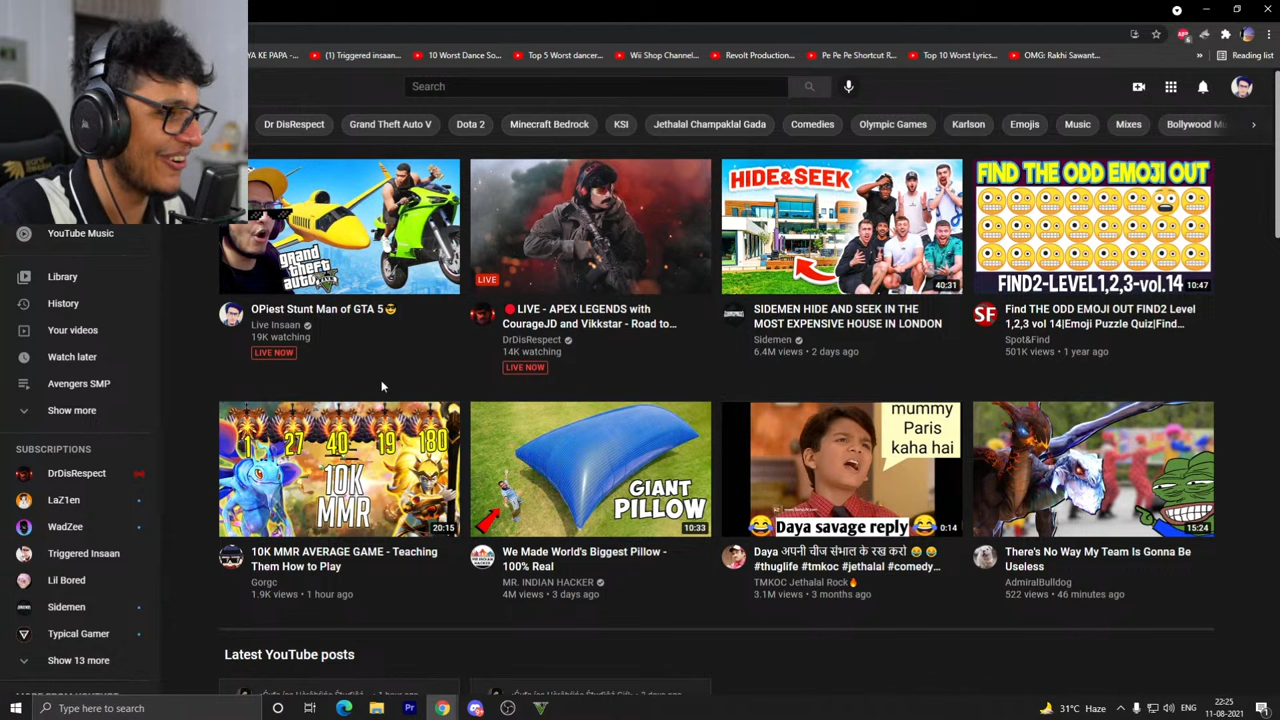 YA KE PAPA -...
(1) Triggered insaan...
10 Worst Dance So...
Top 5 Worst dancer...
Wii Shop Channel...
Revolt Production...
Pe Pe Pe Shortcut R...
Top 10 Worst Lyrics...
OMG: Rakhi Sawant...
»
Reading list
Search
Dr DisRespect
Grand Theft Auto V
Dota 2
Minecraft Bedrock
KSI
Jethalal Champaklal Gada
Comedies
Olympic Games
Karlson
Emojis
Music
Mixes
Bollywood Mu
YouTube Music
Library
History
Your videos
Watch later
Avengers SMP
Show more
SUBSCRIPTIONS
DrDisRespect
LaZ1en
WadZee
Triggered Insaan
Lil Bored
Sidemen
Typical Gamer
Show 13 more
grand
theft
auto
OPiest Stunt Man of GTA 5😎
Live Insaan
19K watching
LIVE NOW
LIVE
🔴LIVE - APEX LEGENDS with
CourageJD and Vikkstar - Road to...
DrDisRespect
14K watching
LIVE NOW
HIDE&SEEK
40:31
SIDEMEN HIDE AND SEEK IN THE
MOST EXPENSIVE HOUSE IN LONDON
Sidemen
6.4M views • 2 days ago
FIND THE ODD EMOJI OUT
FIND2-LEVEL1,2,3-vol.14
10:47
SF
Find THE ODD EMOJI OUT FIND2 Level
1,2,3 vol 14|Emoji Puzzle Quiz|Find...
Spot&Find
501K views • 1 year ago
1 27 40 19 180
10K
MMR
20:15
10K MMR AVERAGE GAME - Teaching
Them How to Play
Gorgc
1.9K views • 1 hour ago
GIANT
PILLOW
10:33
We Made World's Biggest Pillow -
100% Real
MR. INDIAN HACKER
4M views • 3 days ago
mummy
Paris
kaha hai
😂Daya savage reply😂
0:14
Daya अपनी चीज संभाल के रख करो 😂 😂
#thuglife #tmkoc #jethalal #comedy...
TMKOC Jethalal Rock🔥
3.1M views • 3 months ago
15:24
There's No Way My Team Is Gonna Be
Useless
AdmiralBulldog
522 views • 46 minutes ago
Latest YouTube posts
Type here to search
Pr
31°C Haze
ENG
22:25
11-08-2021